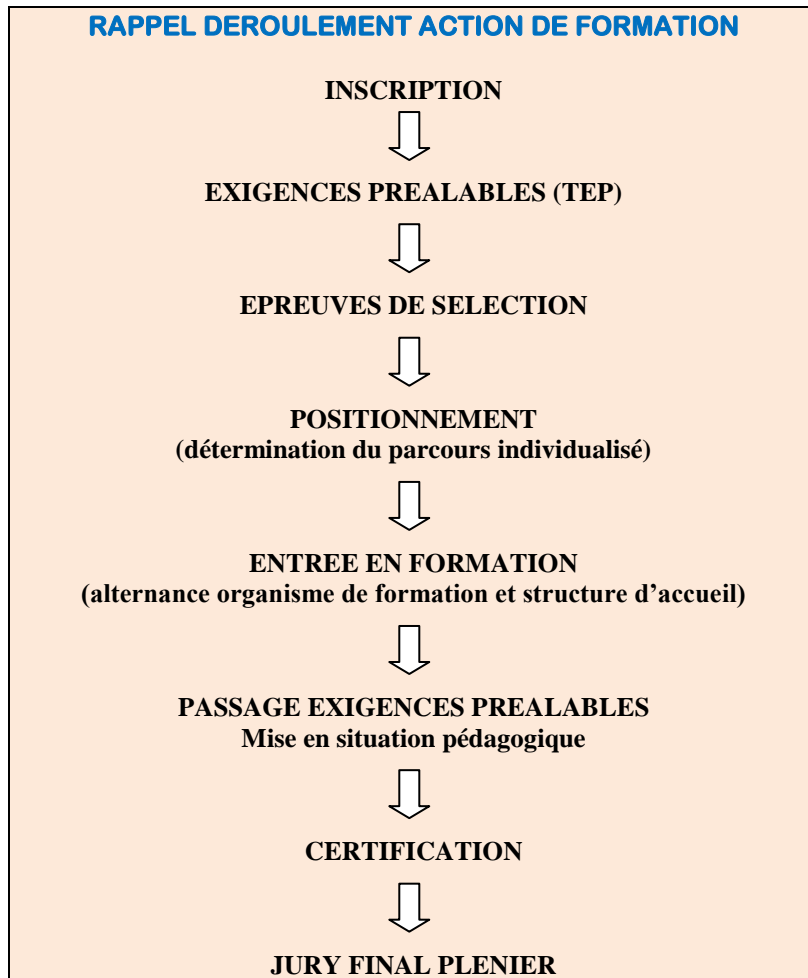 RAPPEL DEROULEMENT ACTION DE FORMATION
INSCRIPTION
EXIGENCES PREALABLES (TEP)
EPREUVES DE SELECTION
POSITIONNEMENT
(détermination du parcours individualisé)
ENTREE EN FORMATION
(alternance organisme de formation et structure d’accueil)
PASSAGE EXIGENCES PREALABLES
Mise en situation pédagogique
CERTIFICATION
JURY FINAL PLENIER